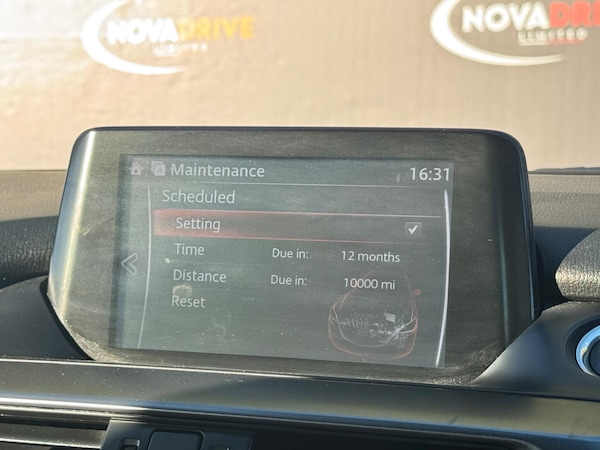 NOVADRIVE
LIMITED
NOVADRI
LIMITED
Maintenance 16:31
Scheduled
Setting
Time Due in: 12 months
Distance Due in: 10000 mi
Reset